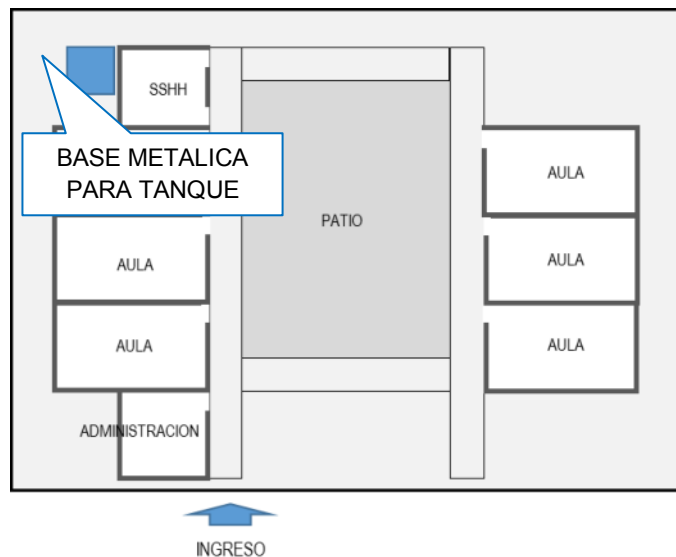 SSHH
BASE METALICA
PARA TANQUE
AULA
PATIO
AULA
AULA
AULA
AULA
ADMINISTRACION
INGRESO